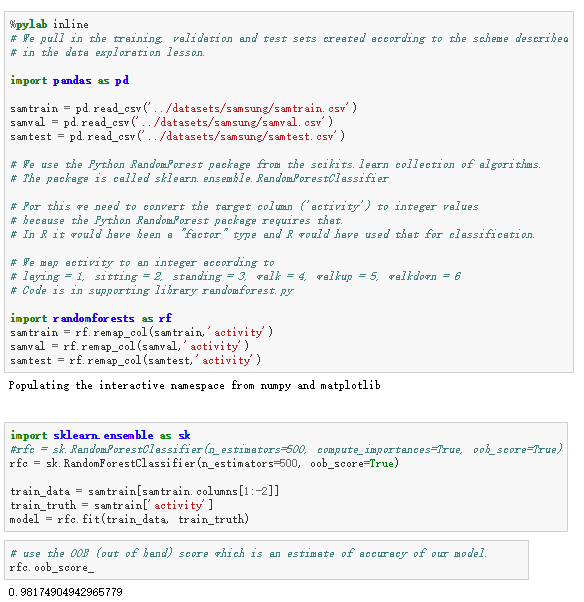 %pylab inline
# We pull in the training, validation and test sets created according to the scheme described
# in the data exploration lesson.
import pandas as pd
samtrain = pd.read_csv('../datasets/samsung/samtrain.csv')
samval = pd.read_csv('../datasets/samsung/samval.csv')
samtest = pd.read_csv('../datasets/samsung/samtest.csv')
# We use the Python RandomForest package from the scikits.learn collection of algorithms.
# The package is called sklearn.ensemble.RandomForestClassifier
# For this we need to convert the target column ('activity') to integer values
# because the Python RandomForest package requires that.
# In R it would have been a "factor" type and R would have used that for classification.
# We map activity to an integer according to
# laying = 1, sitting = 2, standing = 3, walk = 4, walkup = 5, walkdown = 6
# Code is in supporting library randomforest.py
import randomforests as rf
samtrain = rf.remap_col(samtrain,'activity')
samval = rf.remap_col(samval,'activity')
samtest = rf.remap_col(samtest,'activity')
Populating the interactive namespace from numpy and matplotlib
import sklearn.ensemble as sk
#rfc = sk.RandomForestClassifier(n_estimators=500, compute_importances=True, oob_score=True)
rfc = sk.RandomForestClassifier(n_estimators=500, oob_score=True)
train_data = samtrain[samtrain.columns[1:-2]]
train_truth = samtrain['activity']
model = rfc.fit(train_data, train_truth)
# use the OOB (out of band) score which is an estimate of accuracy of our model.
rfc.oob_score_
0.98174904942965779